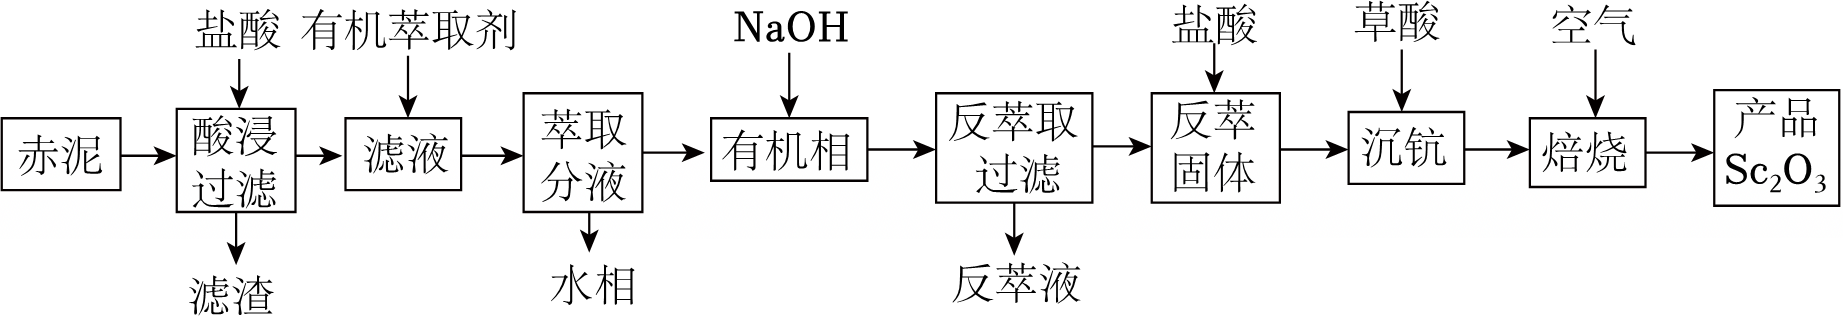 盐酸
有机萃取剂
NaOH
盐酸
草酸
空气
赤泥
酸浸
过滤
滤液
萃取
分液
有机相
反萃取
过滤
反萃
固体
沉钪
焙烧
产品
Sc₂O₃
滤渣
水相
反萃液